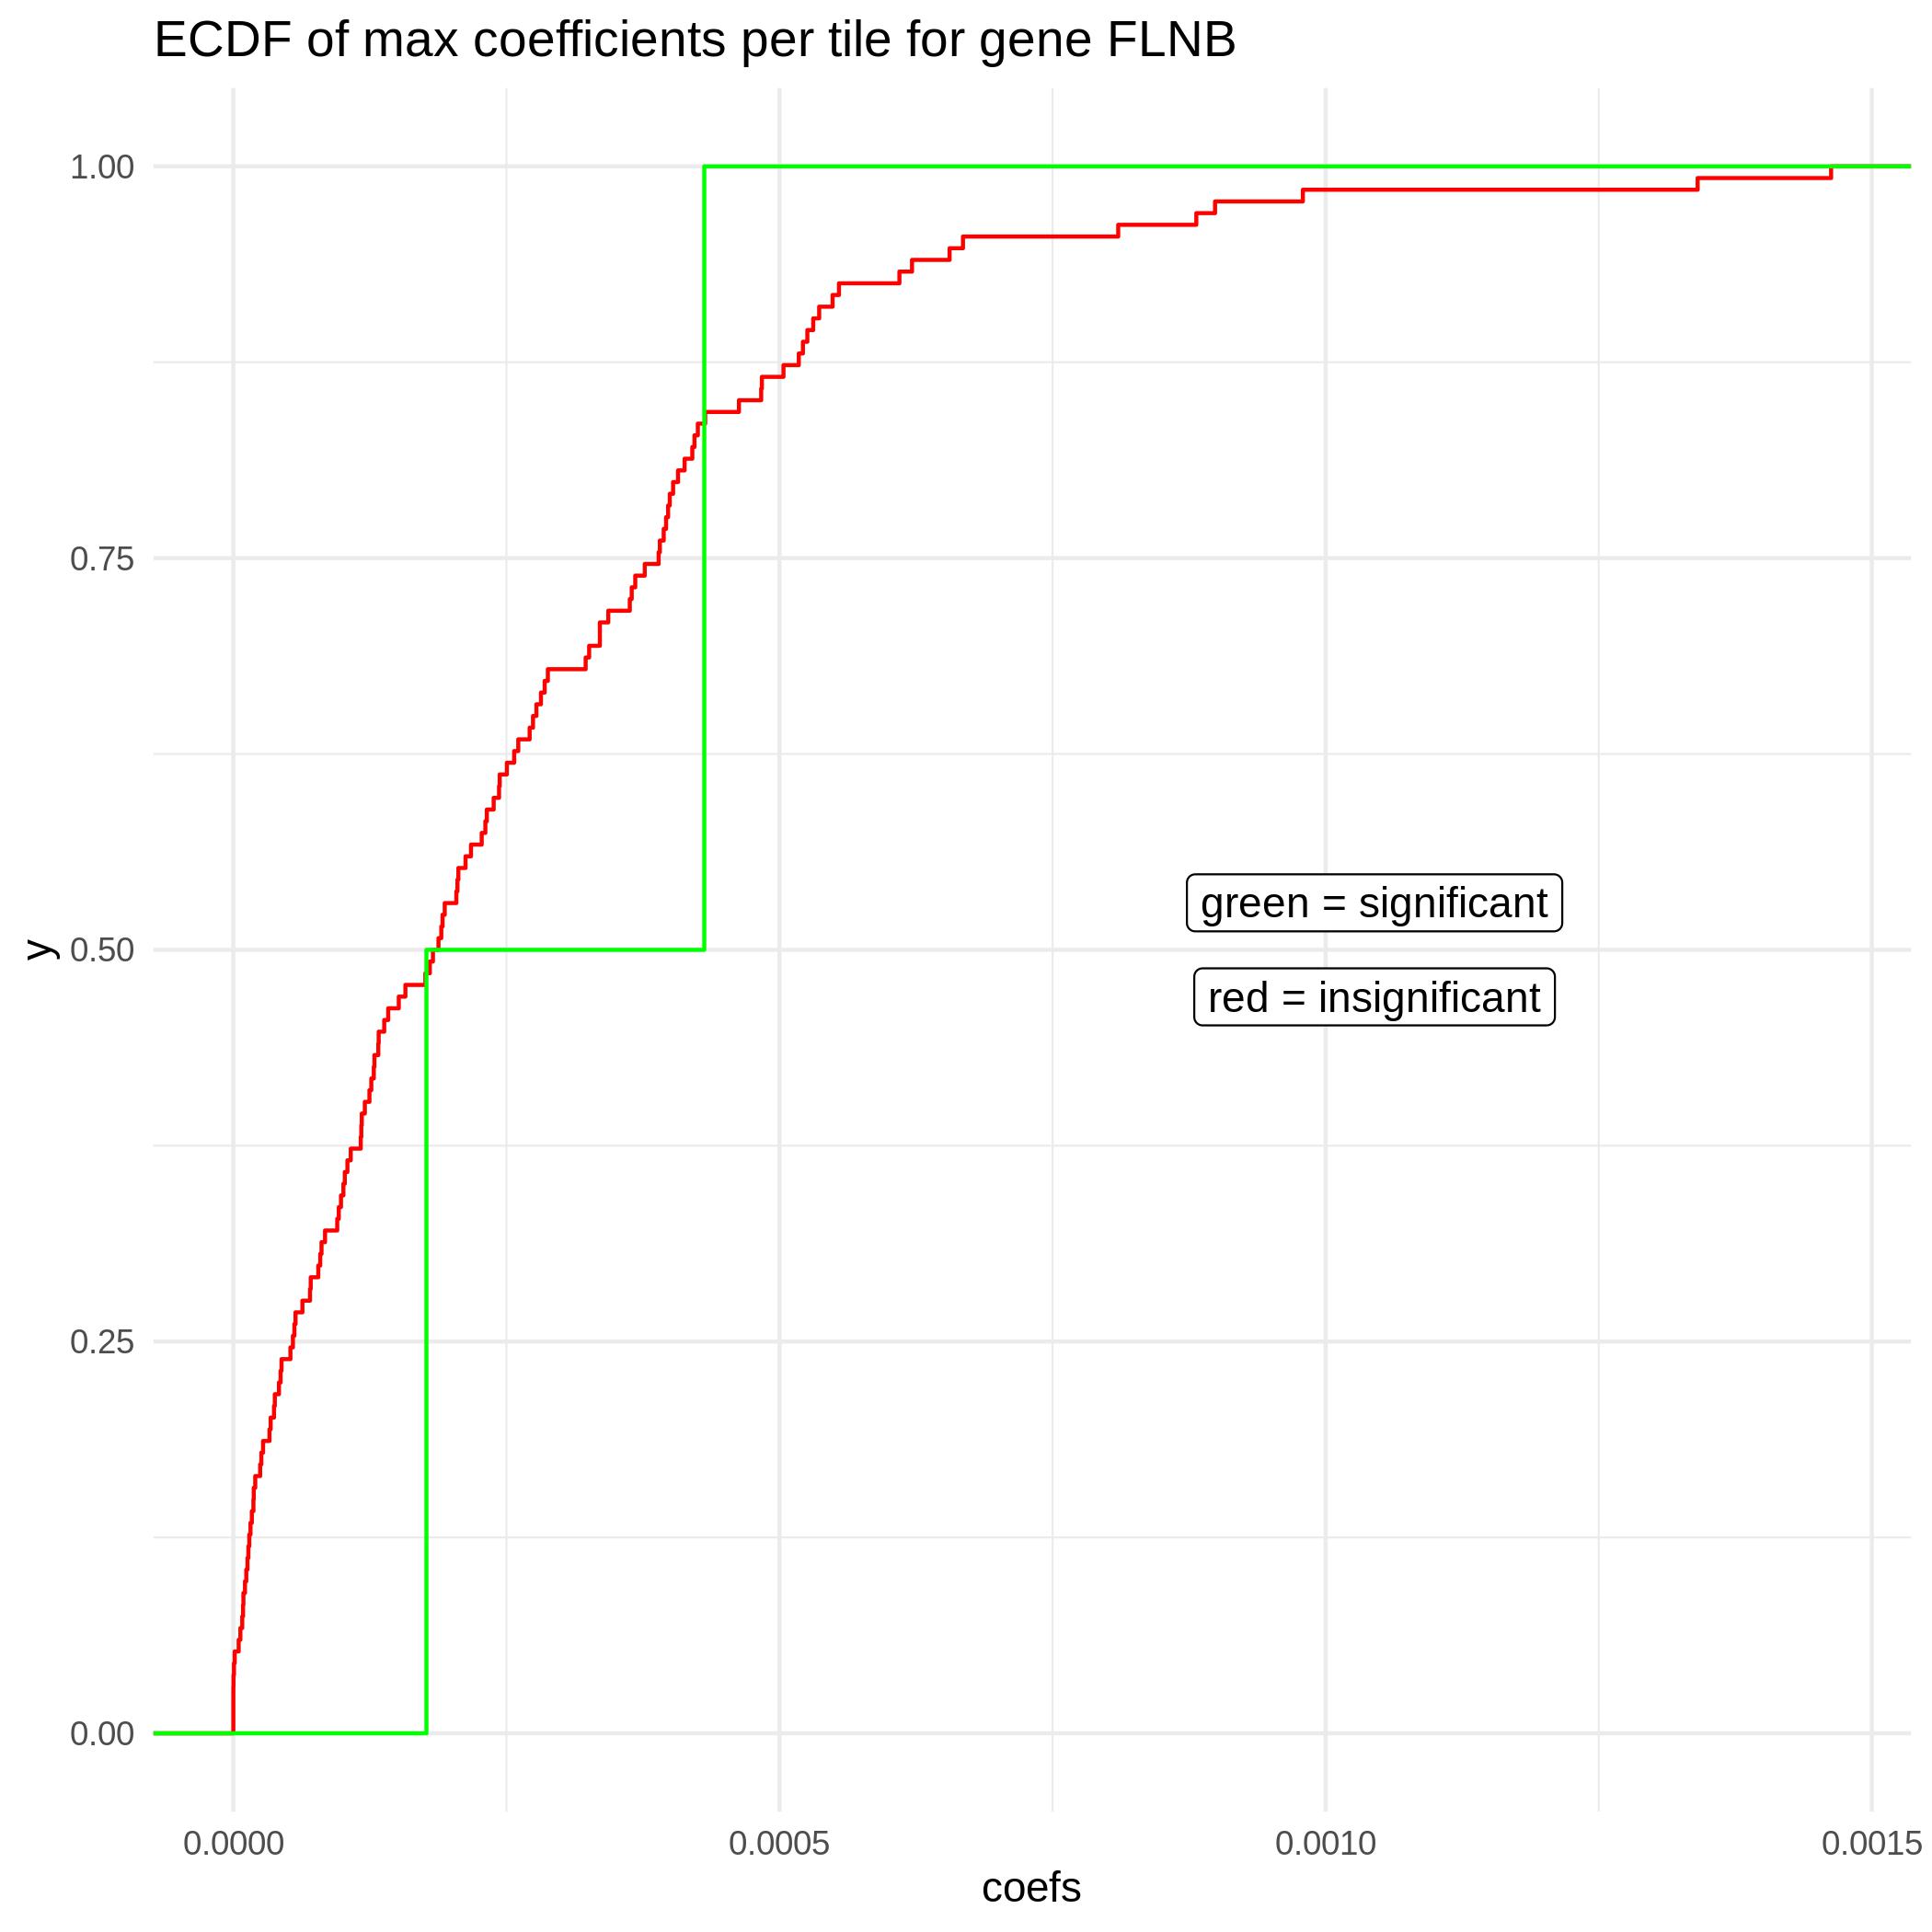 ECDF of max coefficients per tile for gene FLNB
1.00
0.75
0.50
0.25
0.00
y
green = significant
red = insignificant
0.0000
0.0005
0.0010
0.0015
coefs